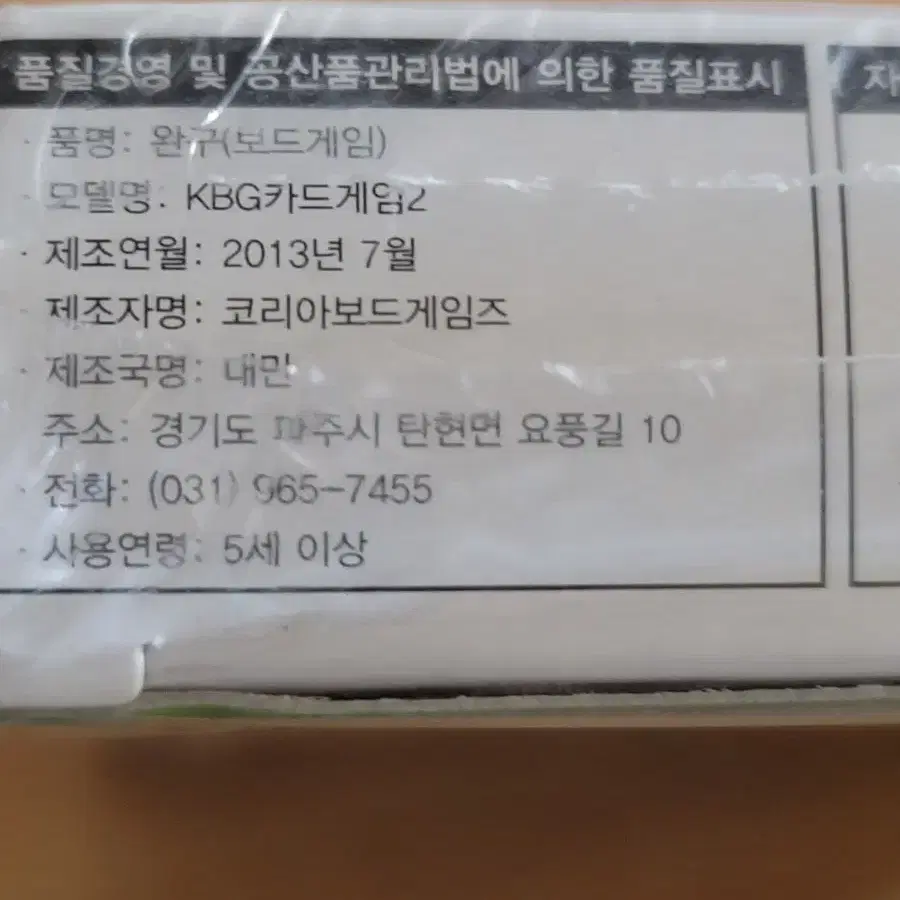 품질경영 및 공산품관리법에 의한 품질표시
· 품명: 완구(보드게임)
· 모델명: KBG카드게임2
· 제조연월: 2013년 7월
· 제조자명: 코리아보드게임즈
· 제조국명: 대만
주소: 경기도 파주시 탄현면 요풍길 10
· 전화: (031) 965-7455
· 사용연령: 5세 이상
자